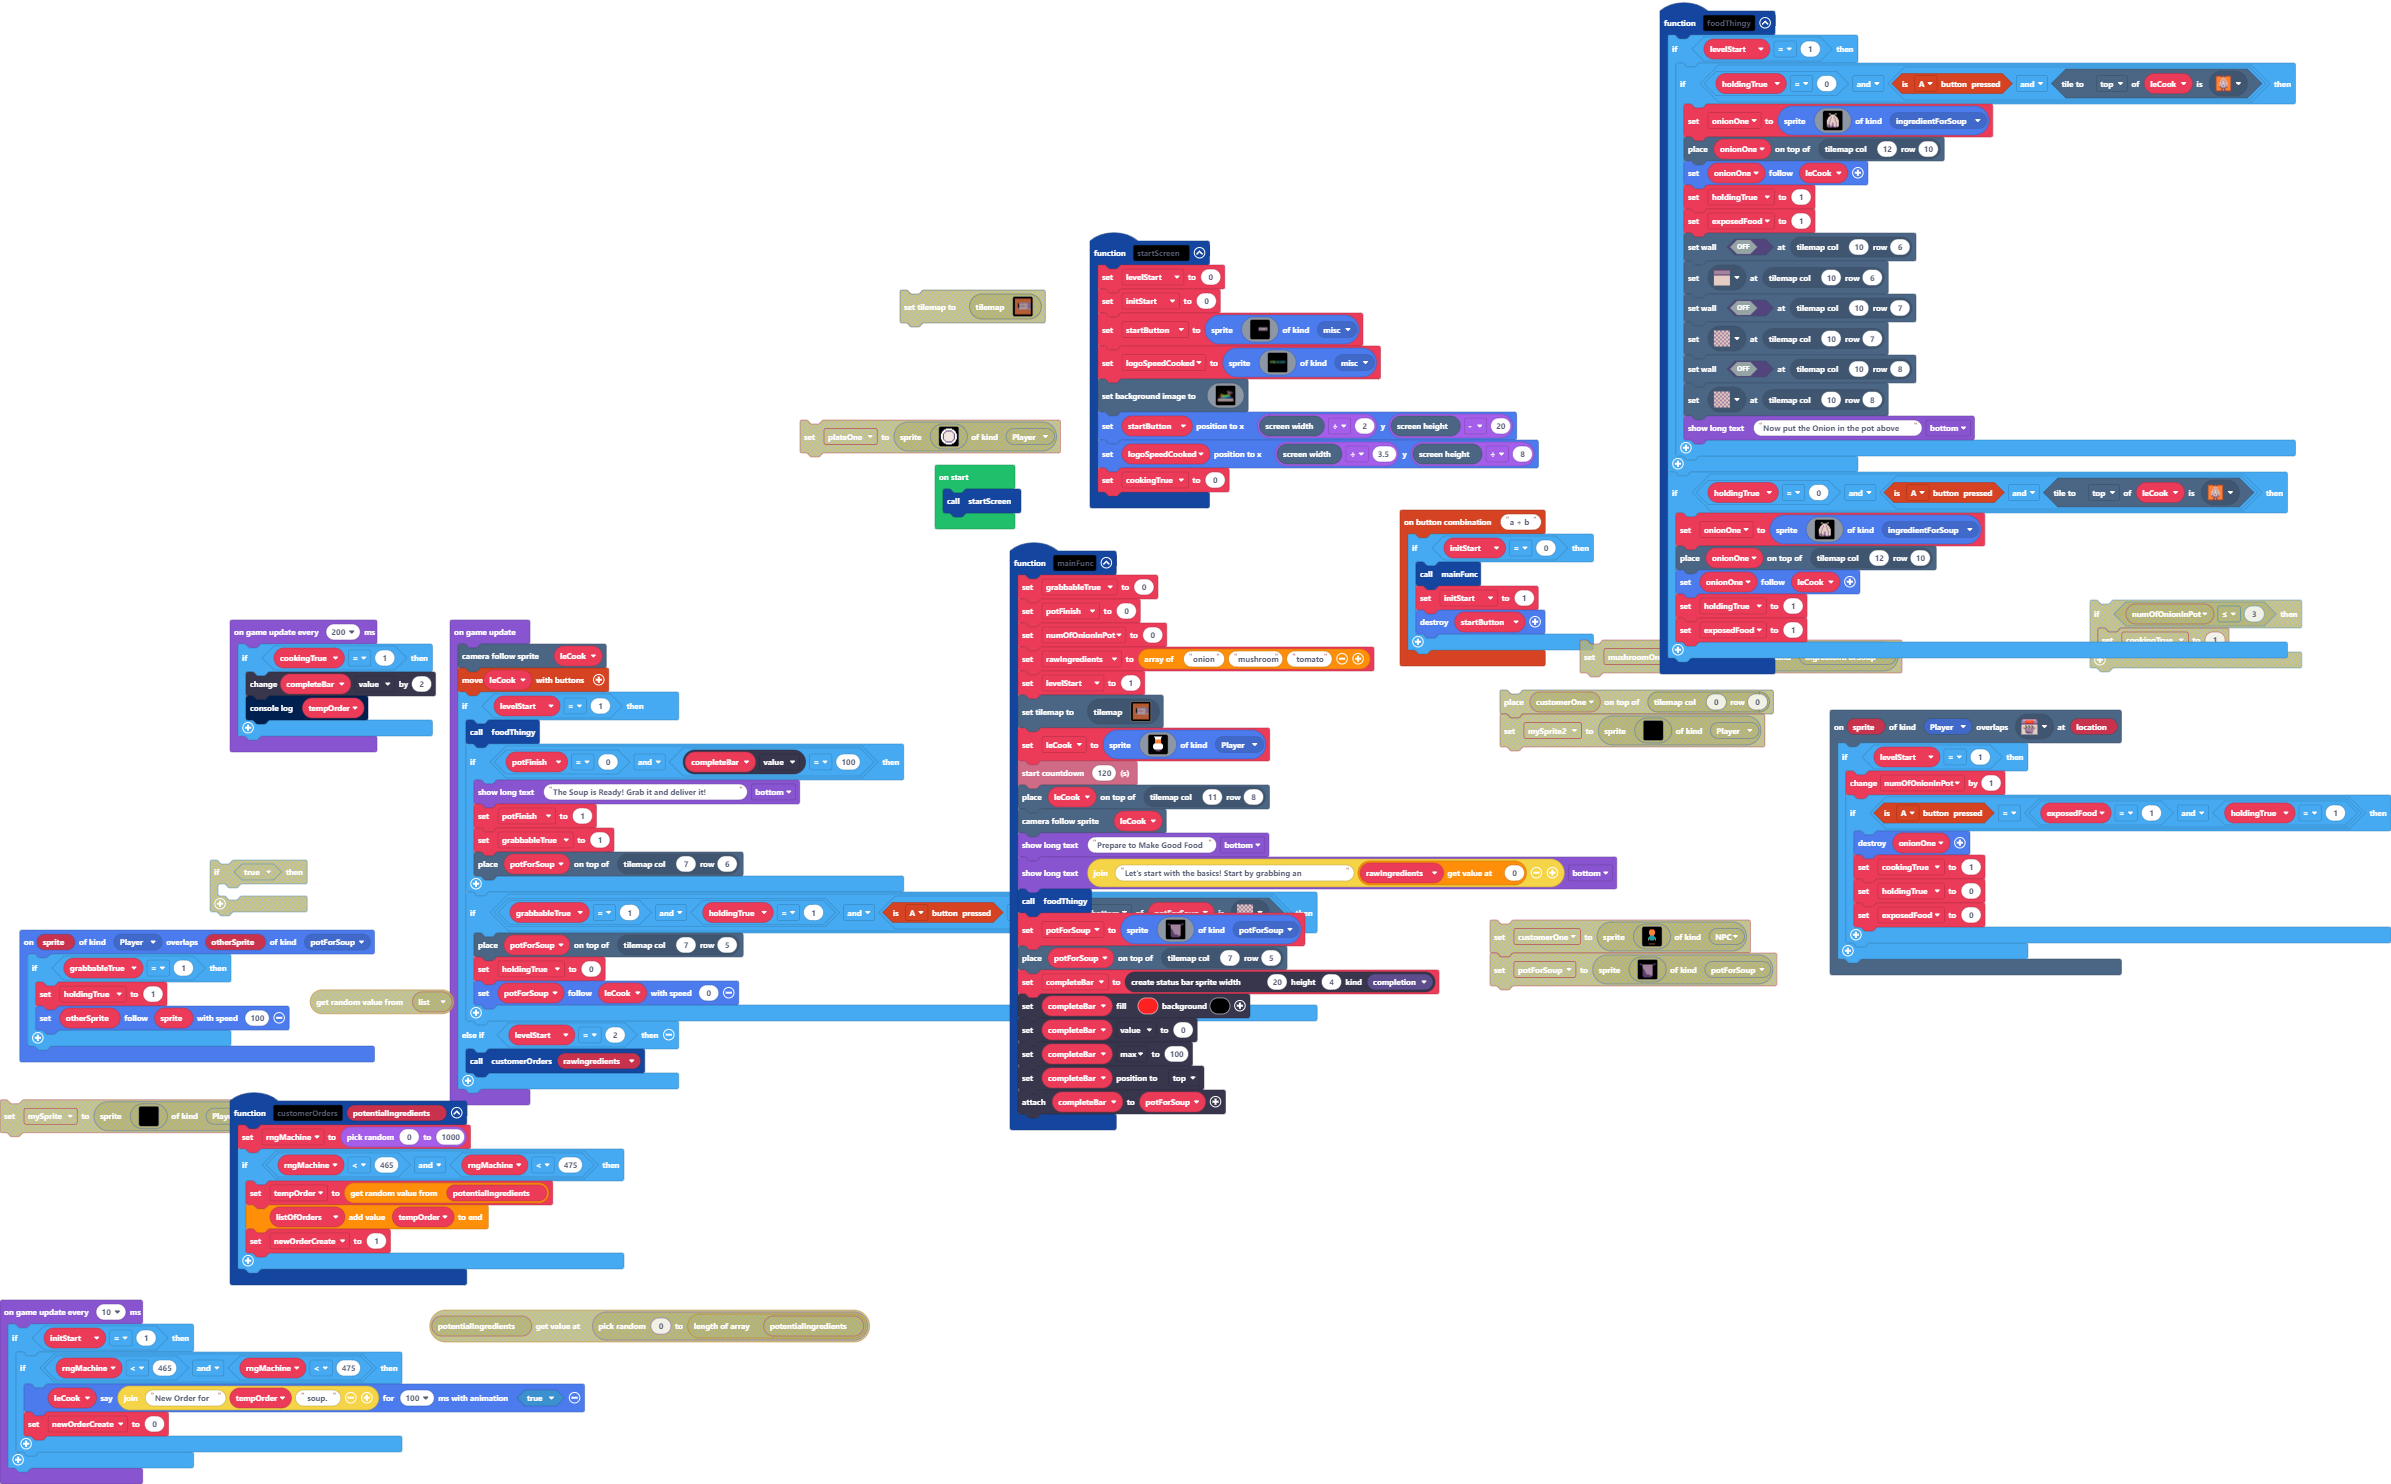 function foodThingy
if levelStart = 1 then
if holdingTrue = 0 and is A button pressed and tile to top of leCook is then
set onionOne to sprite of kind ingredientForSoup
place onionOne on top of tilemap col 12 row 10
set onionOne follow leCook
set holdingTrue to 1
set exposedFood to 1
set wall OFF at tilemap col 10 row 6
set at tilemap col 10 row 6
set wall OFF at tilemap col 10 row 7
set at tilemap col 10 row 7
set wall OFF at tilemap col 10 row 8
set at tilemap col 10 row 8
show long text "Now put the Onion in the pot above" bottom
if holdingTrue = 0 and is A button pressed and tile to top of leCook is then
set onionOne to sprite of kind ingredientForSoup
place onionOne on top of tilemap col 12 row 10
set onionOne follow leCook
set holdingTrue to 1
set exposedFood to 1
function startScreen
set levelStart to 0
set initStart to 0
set startButton to sprite of kind misc
set logoSpeedCooked to sprite of kind misc
set background image to
set startButton position to x screen width ÷ 2 y screen height - 20
set logoSpeedCooked position to x screen width ÷ 3.5 y screen height ÷ 8
set cookingTrue to 0
set tilemap to tilemap
set plateOne to sprite of kind Player
on start
call startScreen
on button combination "a + b"
if initStart = 0 then
call mainFunc
set initStart to 1
destroy startButton
set mushroomOn
if numOfOnionInPot ≤ 3 then
set cookingTrue to 1
function mainFunc
set grabbableTrue to 0
set potFinish to 0
set numOfOnionInPot to 0
set rawIngredients to array of "onion" "mushroom" "tomato"
set levelStart to 1
set tilemap to tilemap
set leCook to sprite of kind Player
start countdown 120 (s)
place leCook on top of tilemap col 11 row 8
camera follow sprite leCook
show long text "Prepare to Make Good Food" bottom
show long text join "Let's start with the basics! Start by grabbing an" rawIngredients get value at 0 bottom
call foodThingy
set potForSoup to sprite of kind potForSoup
place potForSoup on top of tilemap col 7 row 5
set completeBar to create status bar sprite width 20 height 4 kind completion
set completeBar fill background
set completeBar value to 0
set completeBar max to 100
set completeBar position to top
attach completeBar to potForSoup
on game update every 200 ms
if cookingTrue = 1 then
change completeBar value by 2
console log tempOrder
on game update
camera follow sprite leCook
move leCook with buttons
if levelStart = 1 then
call foodThingy
if potFinish = 0 and completeBar value = 100 then
show long text "The Soup is Ready! Grab it and deliver it!" bottom
set potFinish to 1
set grabbableTrue to 1
place potForSoup on top of tilemap col 7 row 6
if grabbableTrue = 1 and holdingTrue = 1 and is A button pressed bottom of potForSoup is then
place potForSoup on top of tilemap col 7 row 5
set holdingTrue to 0
set potForSoup follow leCook with speed 0
else if levelStart = 2 then
call customerOrders rawIngredients
place customerOne on top of tilemap col 0 row 0
set mySprite2 to sprite of kind Player
on sprite of kind Player overlaps at location
if levelStart = 1 then
change numOfOnionInPot by 1
if is A button pressed = exposedFood = 1 and holdingTrue = 1 then
destroy onionOne
set cookingTrue to 1
set holdingTrue to 0
set exposedFood to 0
set customerOne to sprite of kind NPC
set potForSoup to sprite of kind potForSoup
if true then
on sprite of kind Player overlaps otherSprite of kind potForSoup
if grabbableTrue = 1 then
set holdingTrue to 1
set otherSprite follow sprite with speed 100
get random value from list
set mySprite to sprite of kind Playe
function customerOrders potentialIngredients
set rngMachine to pick random 0 to 1000
if rngMachine < 465 and rngMachine < 475 then
set tempOrder to get random value from potentialIngredients
listOfOrders add value tempOrder to end
set newOrderCreate to 1
on game update every 10 ms
if initStart = 1 then
if rngMachine < 465 and rngMachine < 475 then
leCook say join "New Order for" tempOrder "soup." for 100 ms with animation true
set newOrderCreate to 0
potentialIngredients get value at pick random 0 to length of array potentialIngredients